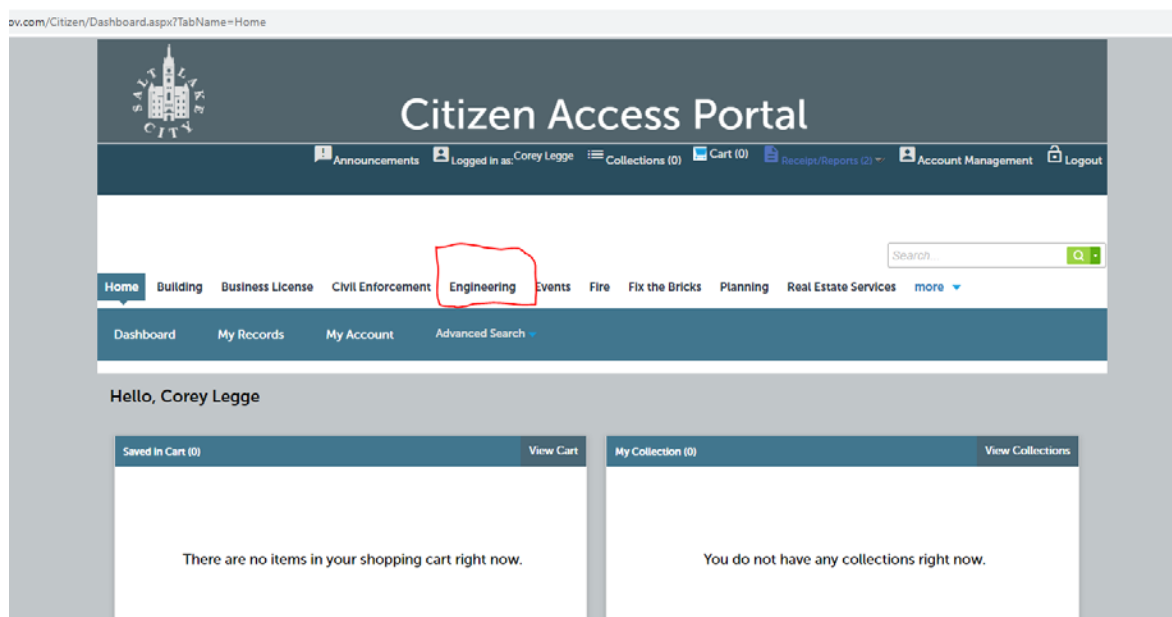 ov.com/Citizen/Dashboard.aspx?TabName=Home
SALT LAKE CITY
Citizen Access Portal
Announcements Logged in as: Corey Legge Collections (0) Cart (0) Receipt/Reports (2) Account Management Logout
Search...
Home Building Business License Civil Enforcement Engineering Events Fire Fix the Bricks Planning Real Estate Services more
Dashboard My Records My Account Advanced Search
Hello, Corey Legge
Saved in Cart (0) View Cart My Collection (0) View Collections
There are no items in your shopping cart right now. You do not have any collections right now.